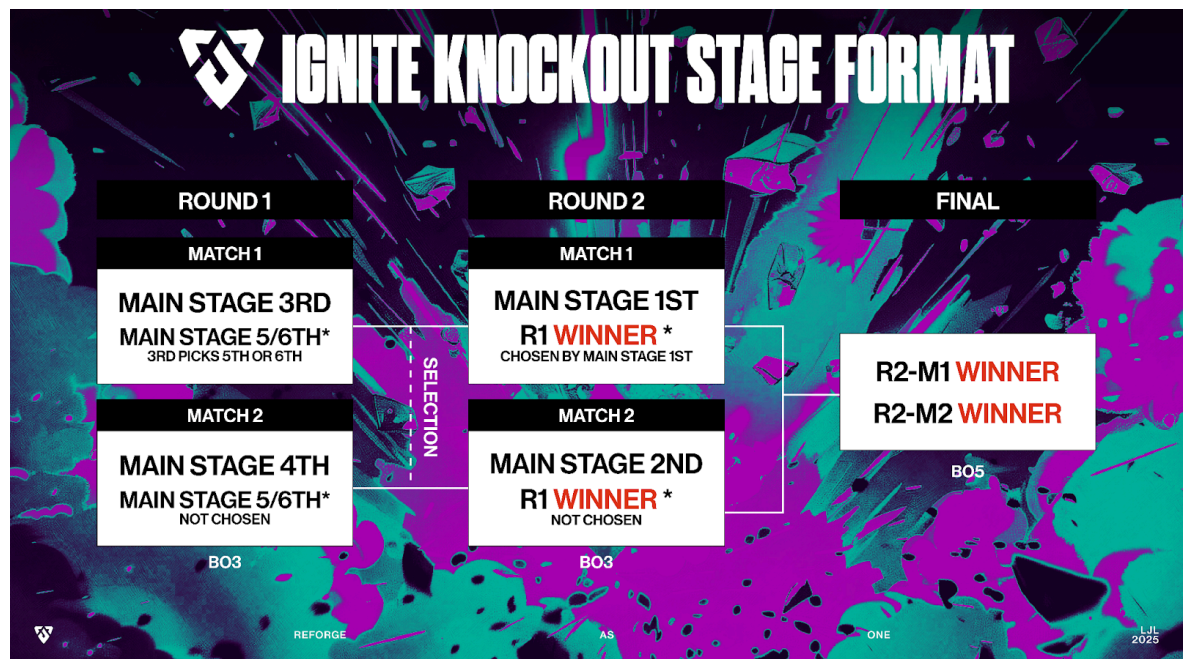 IGNITE KNOCKOUT STAGE FORMAT
ROUND 1
MATCH 1
MAIN STAGE 3RD
MAIN STAGE 5/6TH*
3RD PICKS 5TH OR 6TH
MATCH 2
MAIN STAGE 4TH
MAIN STAGE 5/6TH*
NOT CHOSEN
BO3
SELECTION
ROUND 2
MATCH 1
MAIN STAGE 1ST
R1 WINNER *
CHOSEN BY MAIN STAGE 1ST
MATCH 2
MAIN STAGE 2ND
R1 WINNER *
NOT CHOSEN
BO3
FINAL
R2-M1 WINNER
R2-M2 WINNER
BO5
REFORGE
AS
ONE
LJL
2025